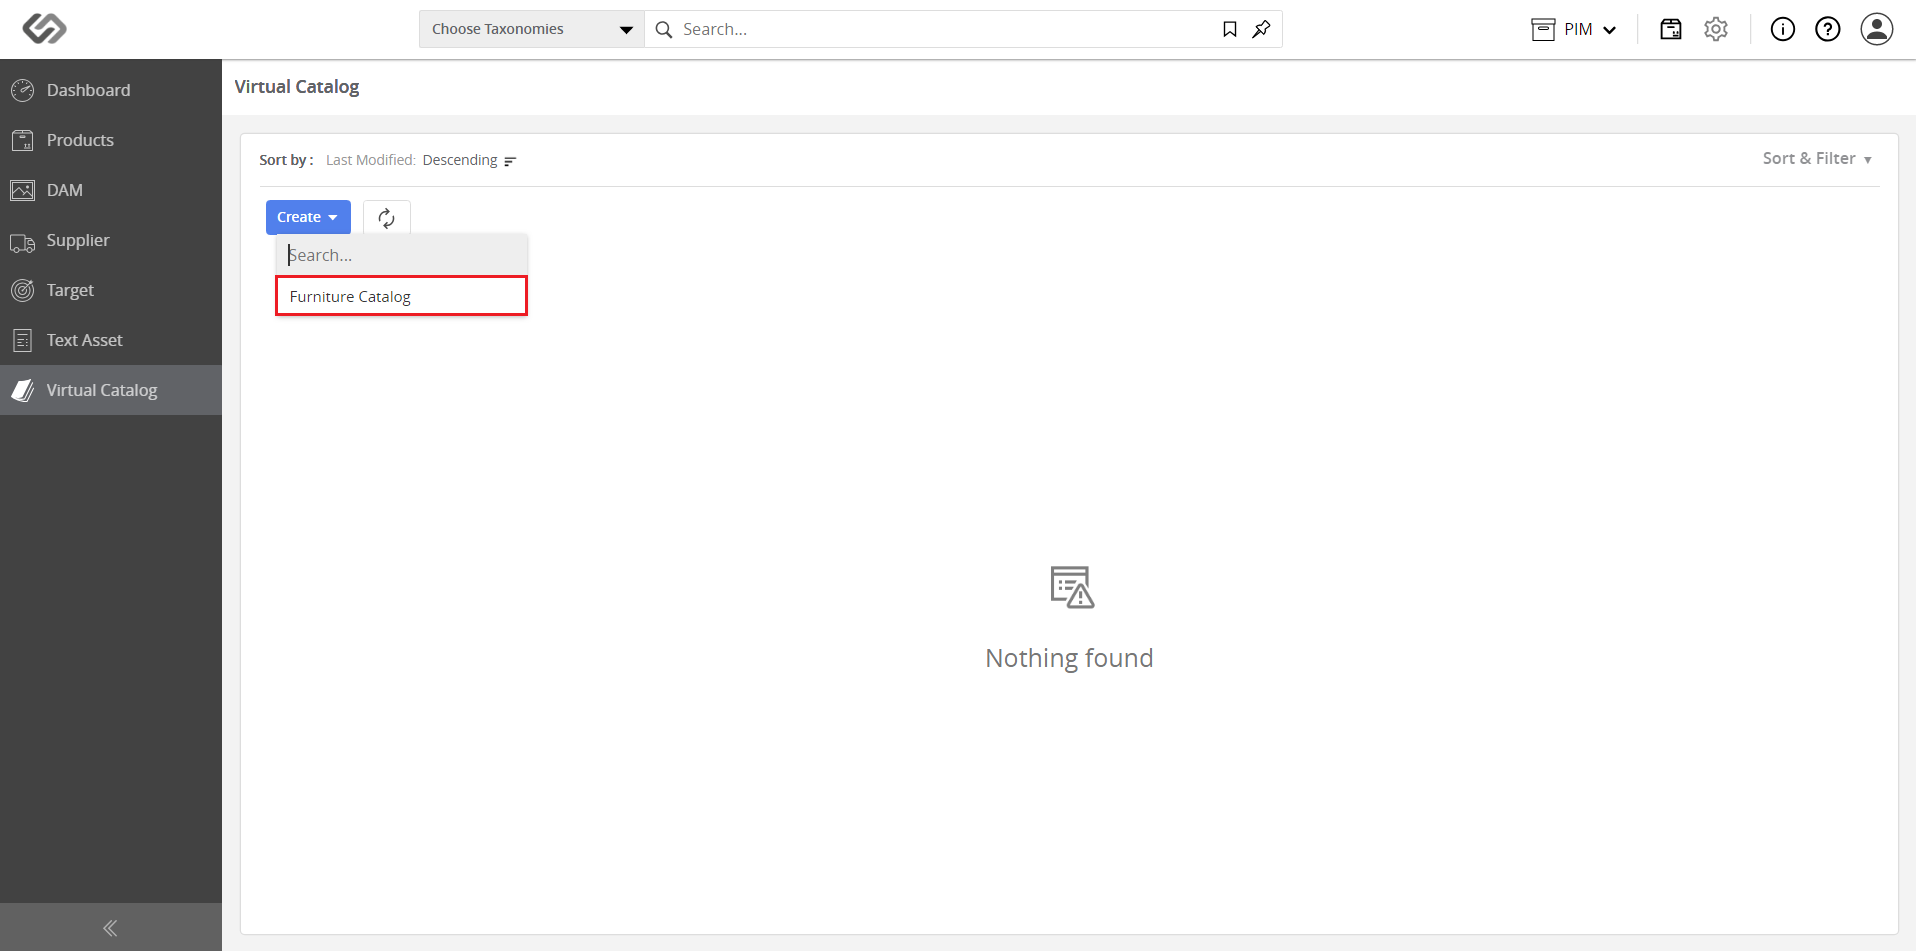 Choose Taxonomies Search... PIM
Dashboard
Products
DAM
Supplier
Target
Text Asset
Virtual Catalog
Virtual Catalog
Sort by : Last Modified: Descending Sort & Filter
Create
Search...
Furniture Catalog
Nothing found